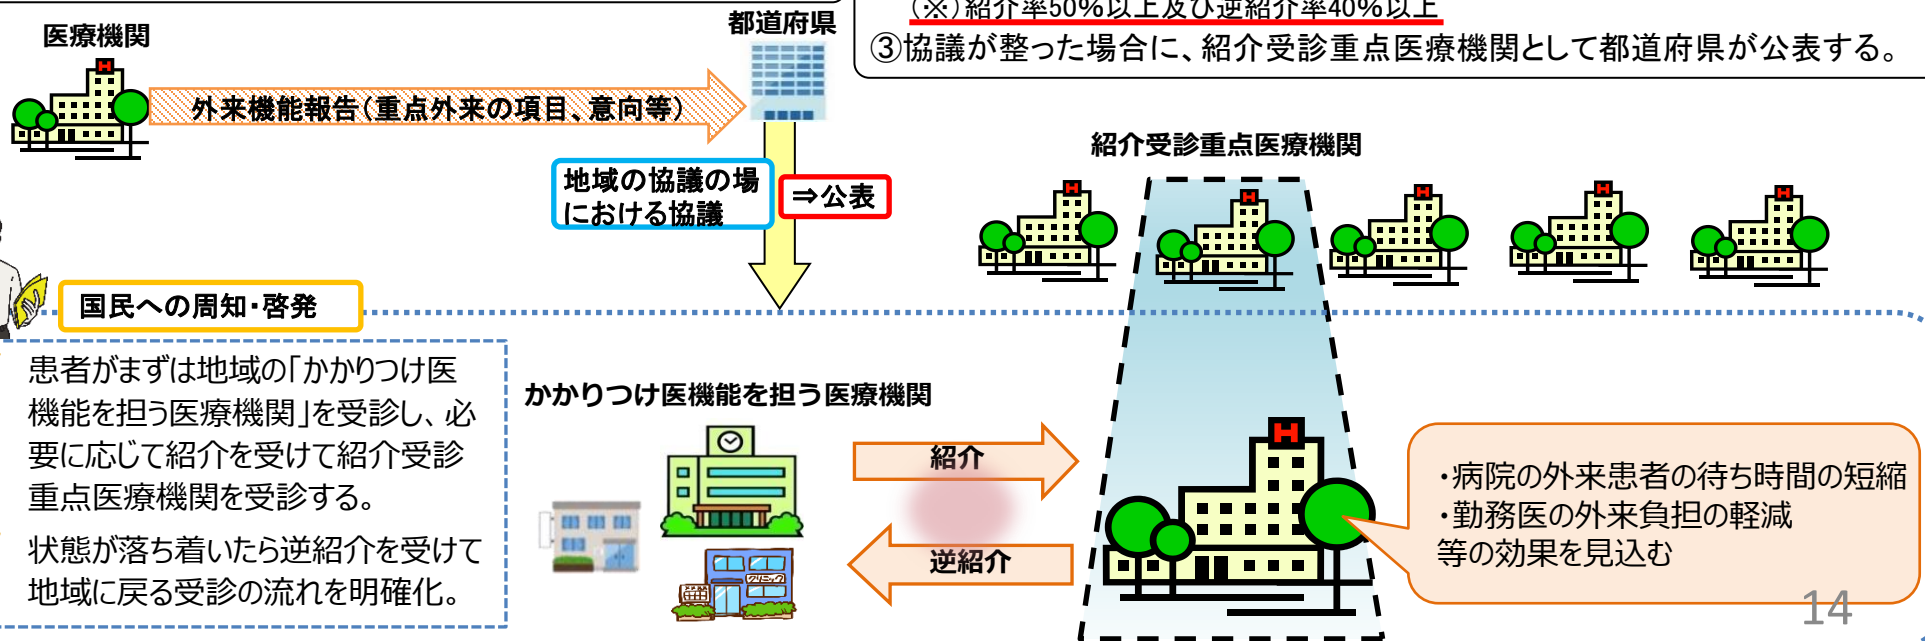 (※)紹介率50%以上及び逆紹介率40%以上
③協議が整った場合に、紹介受診重点医療機関として都道府県が公表する。
医療機関
都道府県
外来機能報告(重点外来の項目、意向等)
地域の協議の場
における協議
⇒公表
紹介受診重点医療機関
国民への周知・啓発
患者がまずは地域の「かかりつけ医
機能を担う医療機関」を受診し、必
要に応じて紹介を受けて紹介受診
重点医療機関を受診する。
状態が落ち着いたら逆紹介を受けて
地域に戻る受診の流れを明確化。
かかりつけ医機能を担う医療機関
クリニック
紹介
逆紹介
H
H
H
H
H
H
H
・病院の外来患者の待ち時間の短縮
・勤務医の外来負担の軽減
等の効果を見込む
14